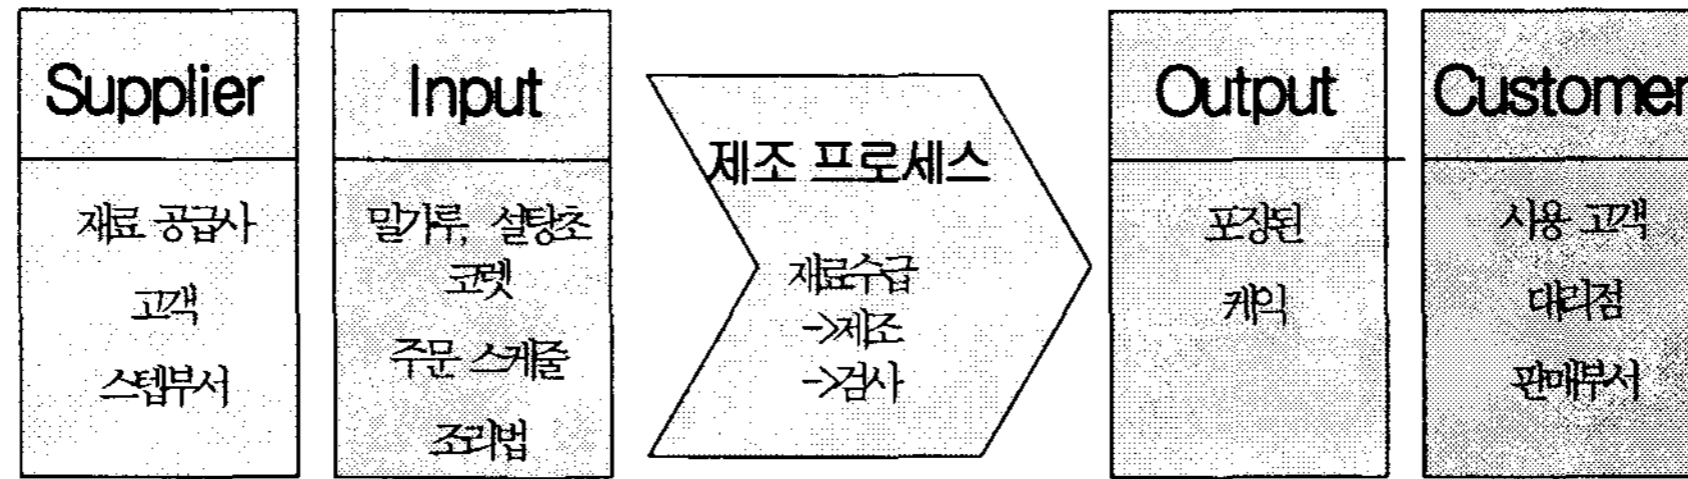 Supplier
재료 공급사
고객
스텝부서
Input
밀가루, 설탕초
코렛
주문 스케줄
조리법
제조 프로세스
재료수급
->제조
->검사
Output
포장된
케익
Customer
사용 고객
대리점
판매부서